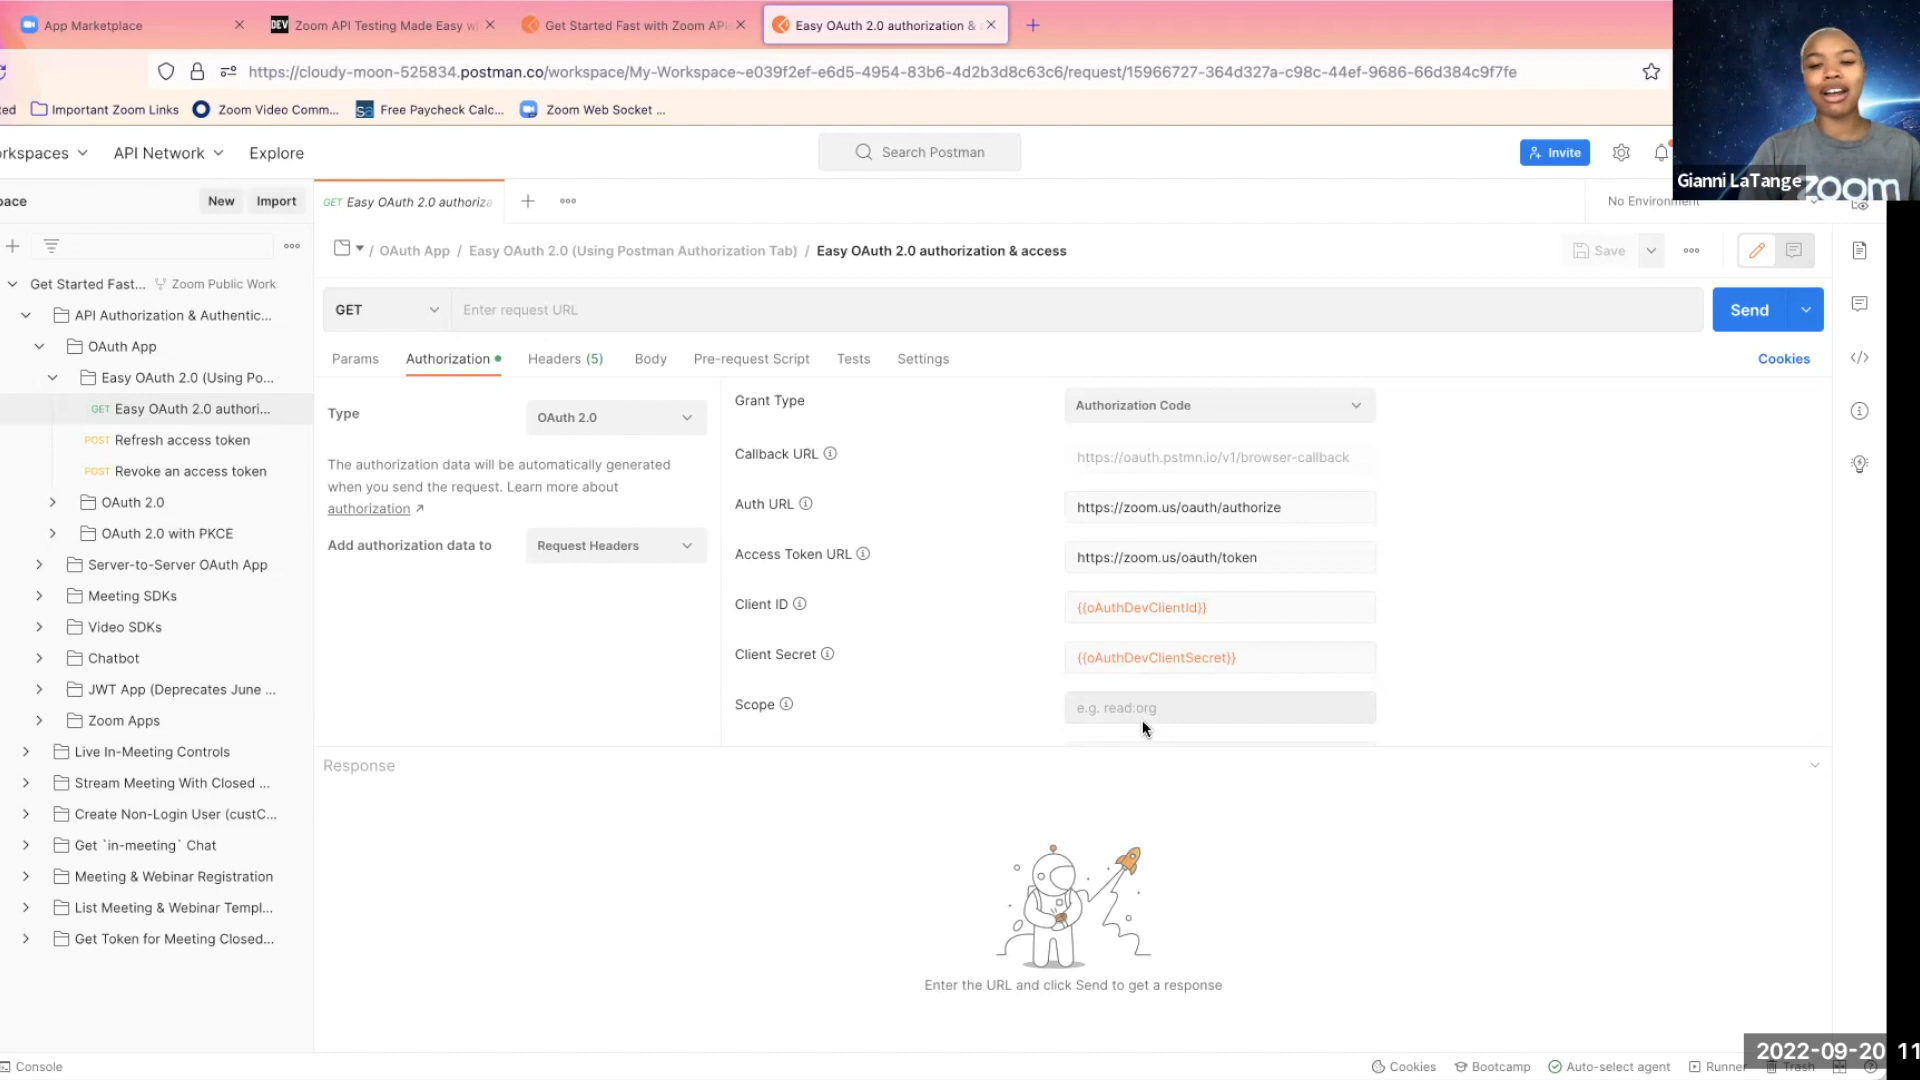 App Marketplace
DEV Zoom API Testing Made Easy
Get Started Fast with Zoom APIs
Easy OAuth 2.0 authorization &
https://cloudy-moon-525834.postman.co/workspace/My-Workspace~e039f2ef-e6d5-4954-83b6-4d2b3d8c63c6/request/15966727-364d327a-c98c-44ef-9686-66d384c9f7fe
Important Zoom Links
Zoom Video Comm...
Free Paycheck Calc...
Zoom Web Socket ...
Gianni LaTange
zoom
rkspaces
API Network
Explore
Search Postman
Invite
pace
New
Import
GET Easy OAuth 2.0 authoriza
No Environment
/ OAuth App / Easy OAuth 2.0 (Using Postman Authorization Tab) / Easy OAuth 2.0 authorization & access
Save
GET
Enter request URL
Send
Params
Authorization
Headers (5)
Body
Pre-request Script
Tests
Settings
Cookies
Get Started Fast...
Zoom Public Work
API Authorization & Authentic...
OAuth App
Easy OAuth 2.0 (Using Po...
GET Easy OAuth 2.0 authori...
POST Refresh access token
POST Revoke an access token
OAuth 2.0
OAuth 2.0 with PKCE
Server-to-Server OAuth App
Meeting SDKs
Video SDKs
Chatbot
JWT App (Deprecates June ...
Zoom Apps
Live In-Meeting Controls
Stream Meeting With Closed ...
Create Non-Login User (custC...
Get `in-meeting` Chat
Meeting & Webinar Registration
List Meeting & Webinar Templ...
Get Token for Meeting Closed...
Type
OAuth 2.0
The authorization data will be automatically generated
when you send the request. Learn more about
authorization ↗
Add authorization data to
Request Headers
Grant Type
Authorization Code
Callback URL
https://oauth.pstmn.io/v1/browser-callback
Auth URL
https://zoom.us/oauth/authorize
Access Token URL
https://zoom.us/oauth/token
Client ID
{{oAuthDevClientId}}
Client Secret
{{oAuthDevClientSecret}}
Scope
e.g. read:org
Response
Enter the URL and click Send to get a response
Console
Cookies
Bootcamp
Auto-select agent
Runner
Trash
2022-09-20 11